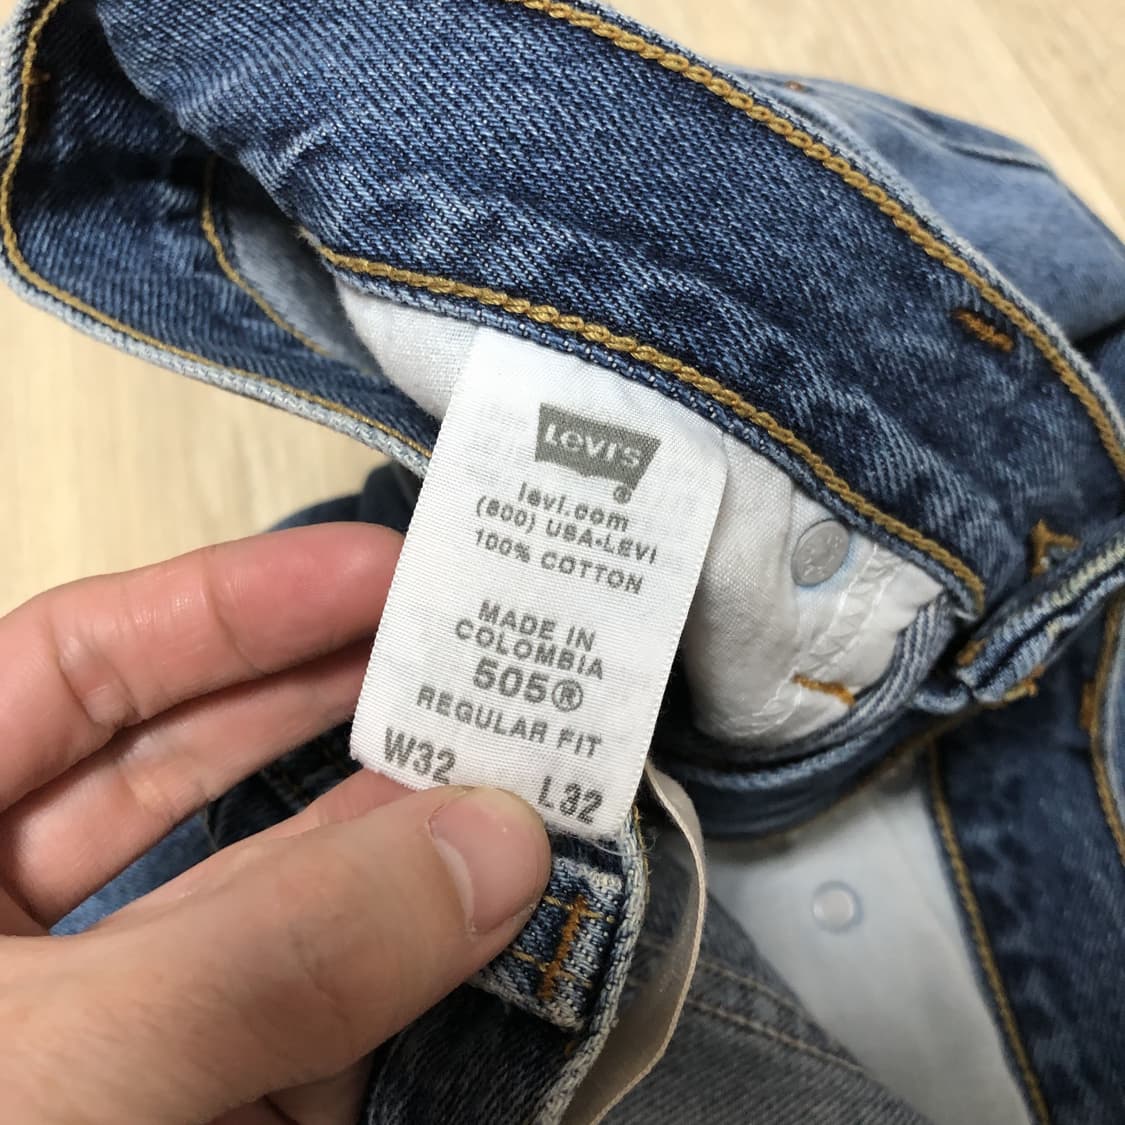 LEVI'S
®
levi.com
(800) USA-LEVI
100% COTTON
MADE IN
COLOMBIA
505®
REGULAR FIT
W32 L32